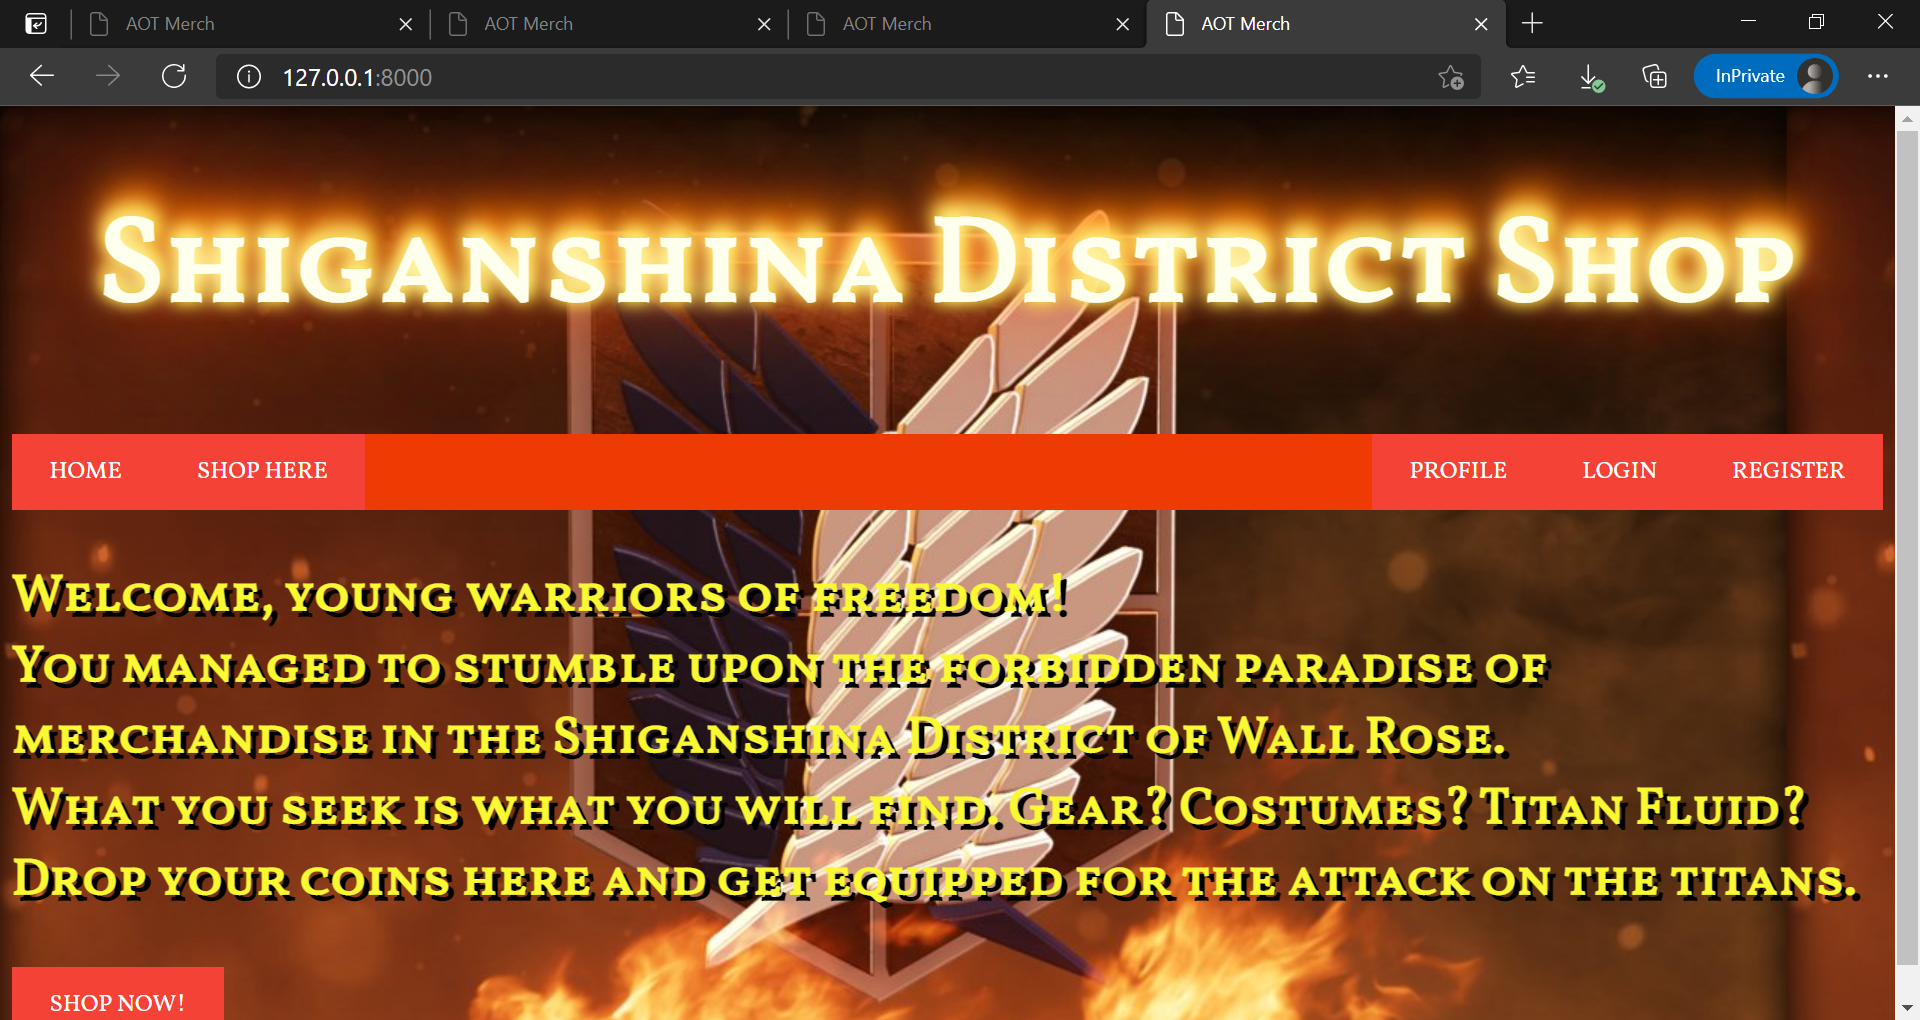 AOT Merch
AOT Merch
AOT Merch
AOT Merch
127.0.0.1:8000
InPrivate
Shiganshina District Shop
HOME
SHOP HERE
PROFILE
LOGIN
REGISTER
Welcome, young warriors of freedom!
You managed to stumble upon the forbidden paradise of
merchandise in the Shiganshina District of Wall Rose.
What you seek is what you will find. Gear? Costumes? Titan Fluid?
Drop your coins here and get equipped for the attack on the titans.
SHOP NOW!